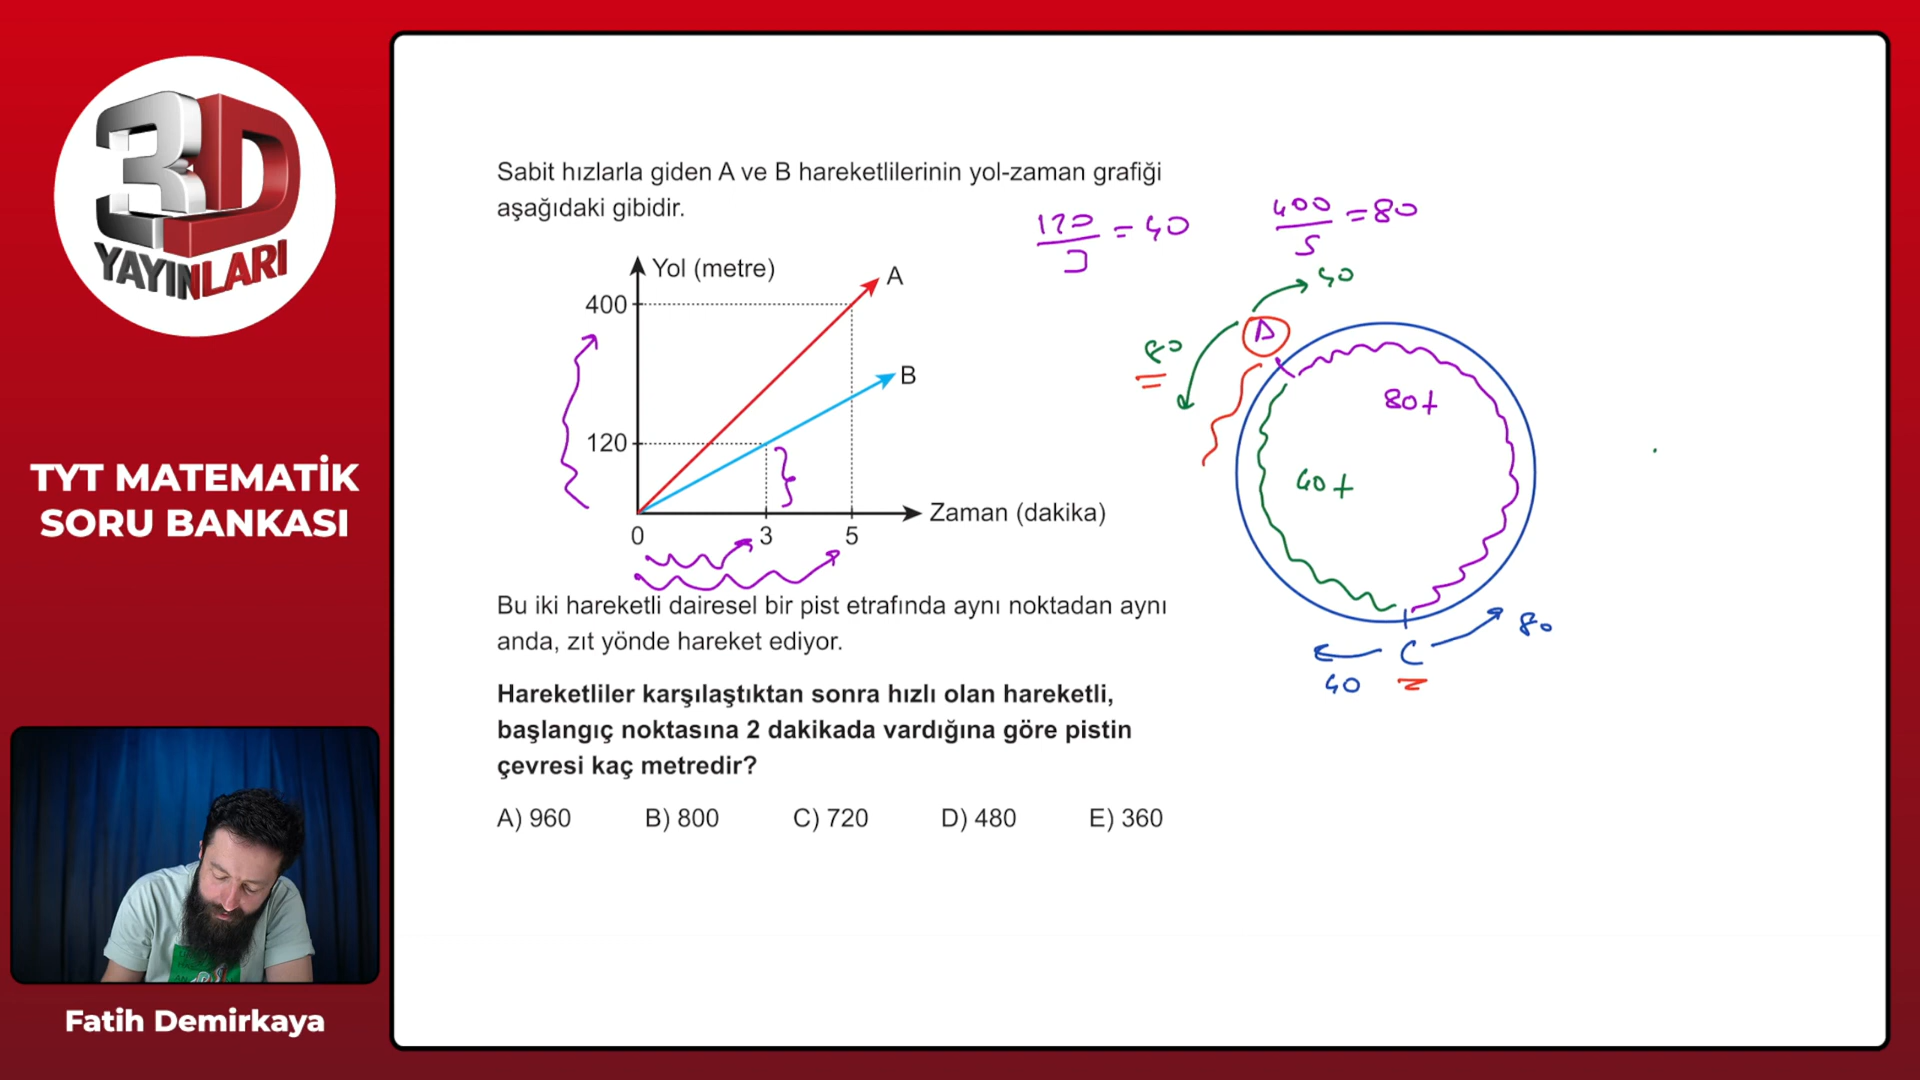 3D
YAYINLARI
TYT MATEMATİK
SORU BANKASI
Fatih Demirkaya
Sabit hızlarla giden A ve B hareketlilerinin yol-zaman grafiği
aşağıdaki gibidir.
Yol (metre)
A
400
B
120
Zaman (dakika)
0 3 5
Bu iki hareketli dairesel bir pist etrafında aynı noktadan aynı
anda, zıt yönde hareket ediyor.
Hareketliler karşılaştıktan sonra hızlı olan hareketli,
başlangıç noktasına 2 dakikada vardığına göre pistin
çevresi kaç metredir?
A) 960 B) 800 C) 720 D) 480 E) 360
120/3 = 40
400/5 = 80
40
80
80t
40t
C
80
40